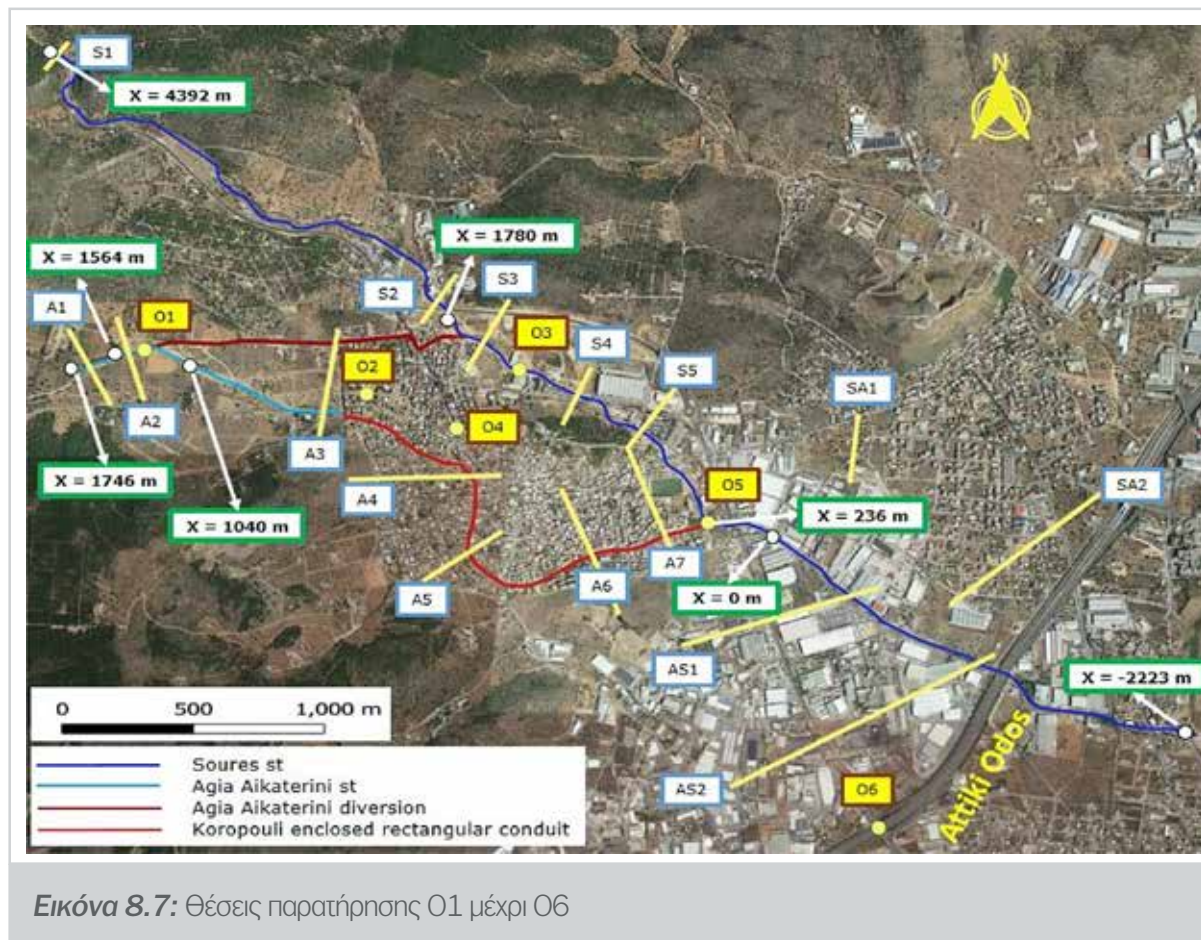 N
S1
X = 4392 m
X = 1780 m
X = 1564 m
S2
S3
A1
O1
O3
S4
O2
S5
SA1
A2
O4
A3
SA2
X = 1746 m
A4
O5
X = 1040 m
X = 236 m
A7
A6
A5
X = 0 m
AS1
X = -2223 m
0 500 1,000 m
Soures st
Agia Aikaterini st
Agia Aikaterini diversion
Koropouli enclosed rectangular conduit
AS2
O6
Attiki Odos
Εικόνα 8.7: Θέσεις παρατήρησης O1 μέχρι O6